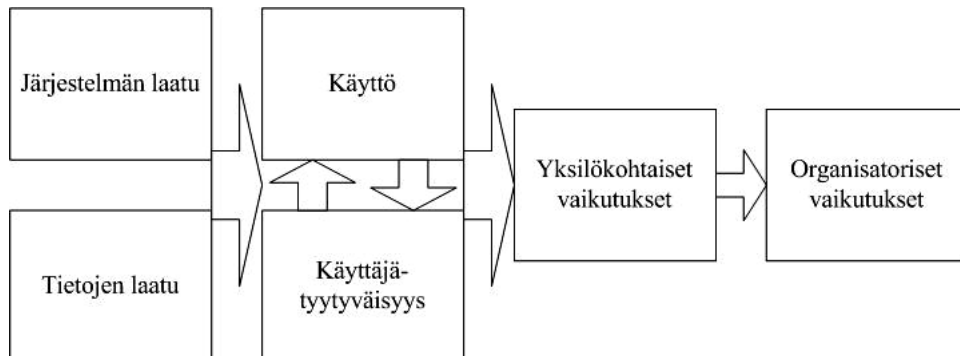 Järjestelmän laatu
Käyttö
Yksilökohtaiset
vaikutukset
Organisatoriset
vaikutukset
Tietojen laatu
Käyttäjä-
tyytyväisyys